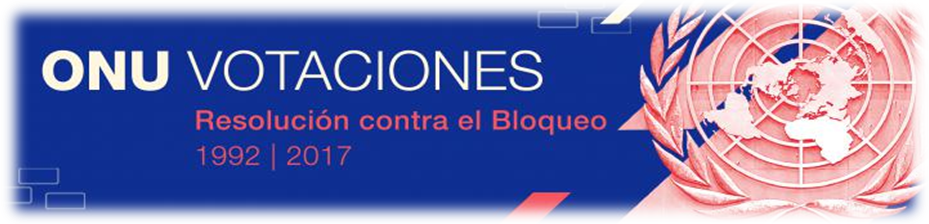 ONU VOTACIONES
Resolución contra el Bloqueo
1992 | 2017